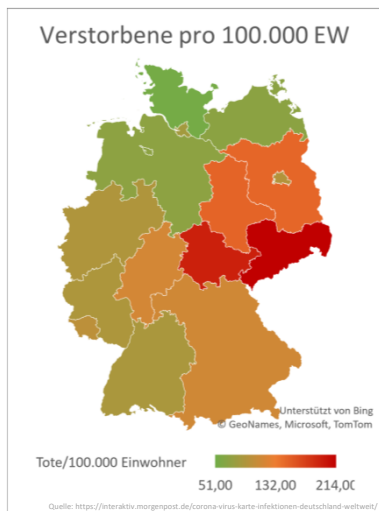 Verstorbene pro 100.000 EW
Unterstützt von Bing
© GeoNames, Microsoft, TomTom
Tote/100.000 Einwohner
51,00 132,00 214,00
Quelle: https://interaktiv.morgenpost.de/corona-virus-karte-infektionen-deutschland-weltweit/